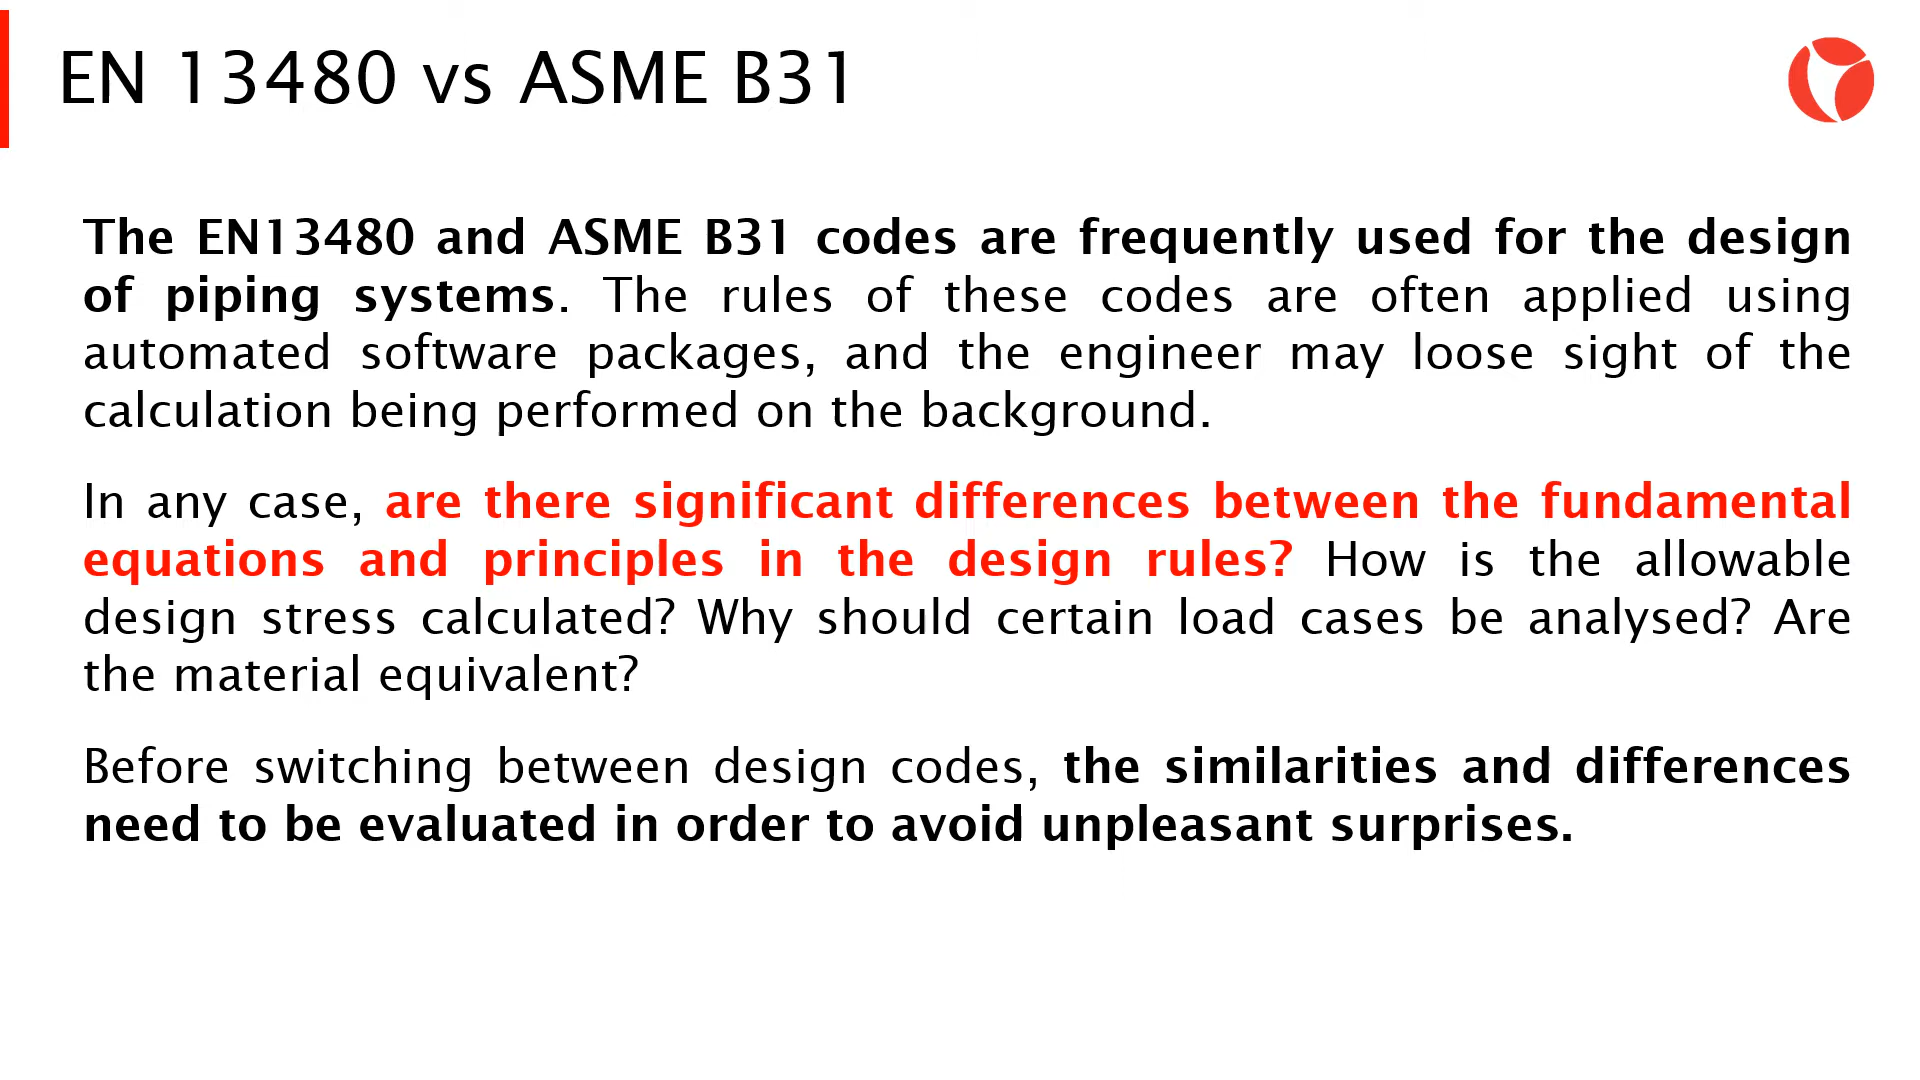 EN 13480 vs ASME B31
The EN13480 and ASME B31 codes are frequently used for the design
of piping systems. The rules of these codes are often applied using
automated software packages, and the engineer may loose sight of the
calculation being performed on the background.
In any case, are there significant differences between the fundamental
equations and principles in the design rules? How is the allowable
design stress calculated? Why should certain load cases be analysed? Are
the material equivalent?
Before switching between design codes, the similarities and differences
need to be evaluated in order to avoid unpleasant surprises.